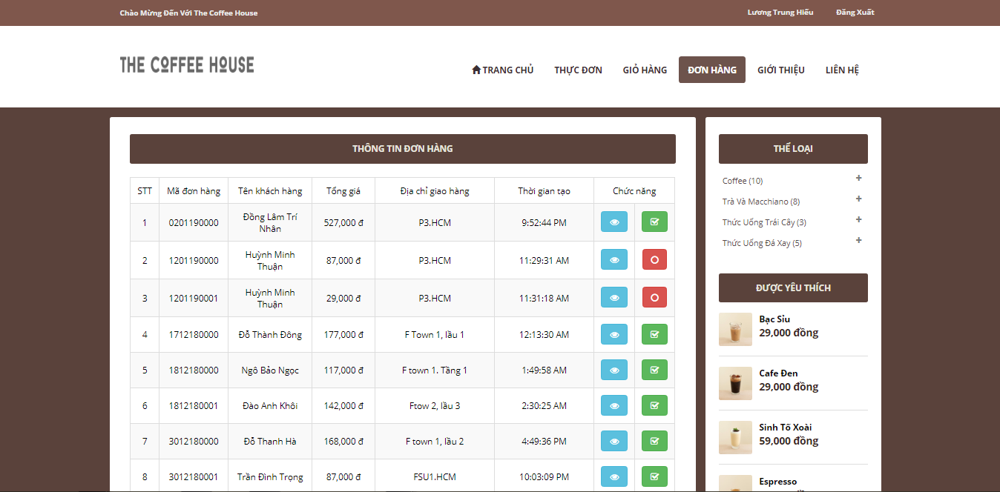 Chào Mừng Đến Với The Coffee House
Lương Trung Hiếu Đăng Xuất
THE COFFEE HOUSE
TRANG CHỦ THỰC ĐƠN GIỎ HÀNG ĐƠN HÀNG GIỚI THIỆU LIÊN HỆ
THÔNG TIN ĐƠN HÀNG
STT Mã đơn hàng Tên khách hàng Tổng giá Địa chỉ giao hàng Thời gian tạo Chức năng
1 0201190000 Đồng Lâm Trí Nhân 527,000 đ P3.HCM 9:52:44 PM
2 1201190000 Huỳnh Minh Thuận 87,000 đ P3.HCM 11:29:31 AM
3 1201190001 Huỳnh Minh Thuận 29,000 đ P3.HCM 11:31:18 AM
4 1712180000 Đỗ Thành Đông 177,000 đ F Town 1, lầu 1 12:13:30 AM
5 1812180000 Ngô Bảo Ngọc 117,000 đ F town 1. Tầng 1 1:49:58 AM
6 1812180001 Đào Anh Khôi 142,000 đ Ftow 2, lầu 3 2:30:25 AM
7 3012180000 Đỗ Thanh Hà 168,000 đ F town 1, lầu 2 4:49:36 PM
8 3012180001 Trần Đình Trọng 87,000 đ FSU1.HCM 10:03:09 PM
THỂ LOẠI
Coffee (10) +
Trà Và Macchiano (8) +
Thức Uống Trái Cây (3) +
Thức Uống Đá Xay (5) +
ĐƯỢC YÊU THÍCH
Bạc Sỉu
29,000 đồng
Cafe Đen
29,000 đồng
Sinh Tố Xoài
59,000 đồng
Espresso